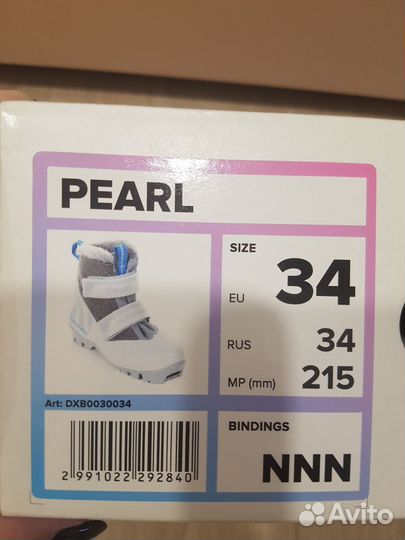 PEARL
SIZE
EU 34
RUS 34
MP (mm) 215
Art: DXB0030034
BINDINGS
NNN
2 991022 292840
Avito